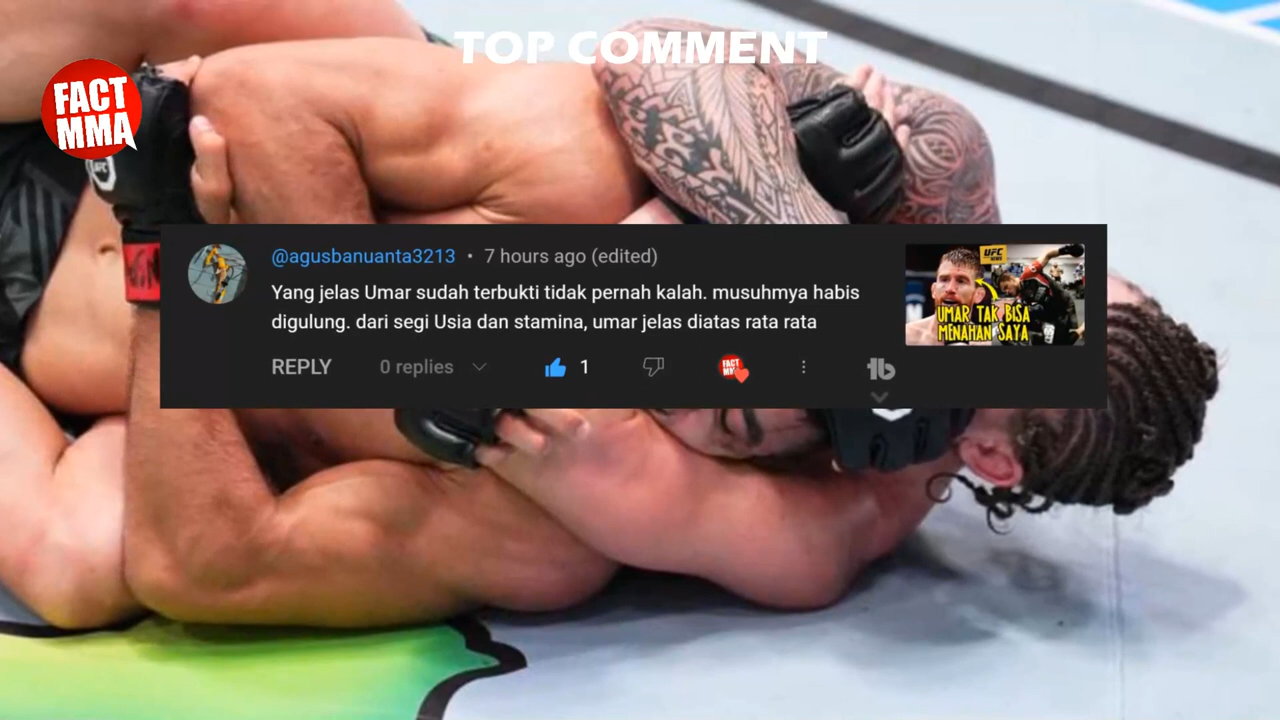 TOP COMMENT
FACT
MMA
@agusbanuanta3213 • 7 hours ago (edited)
Yang jelas Umar sudah terbukti tidak pernah kalah. musuhmya habis
digulung. dari segi Usia dan stamina, umar jelas diatas rata rata
REPLY 0 replies 1
UFC
UMAR TAK BISA
MENAHAN SAYA